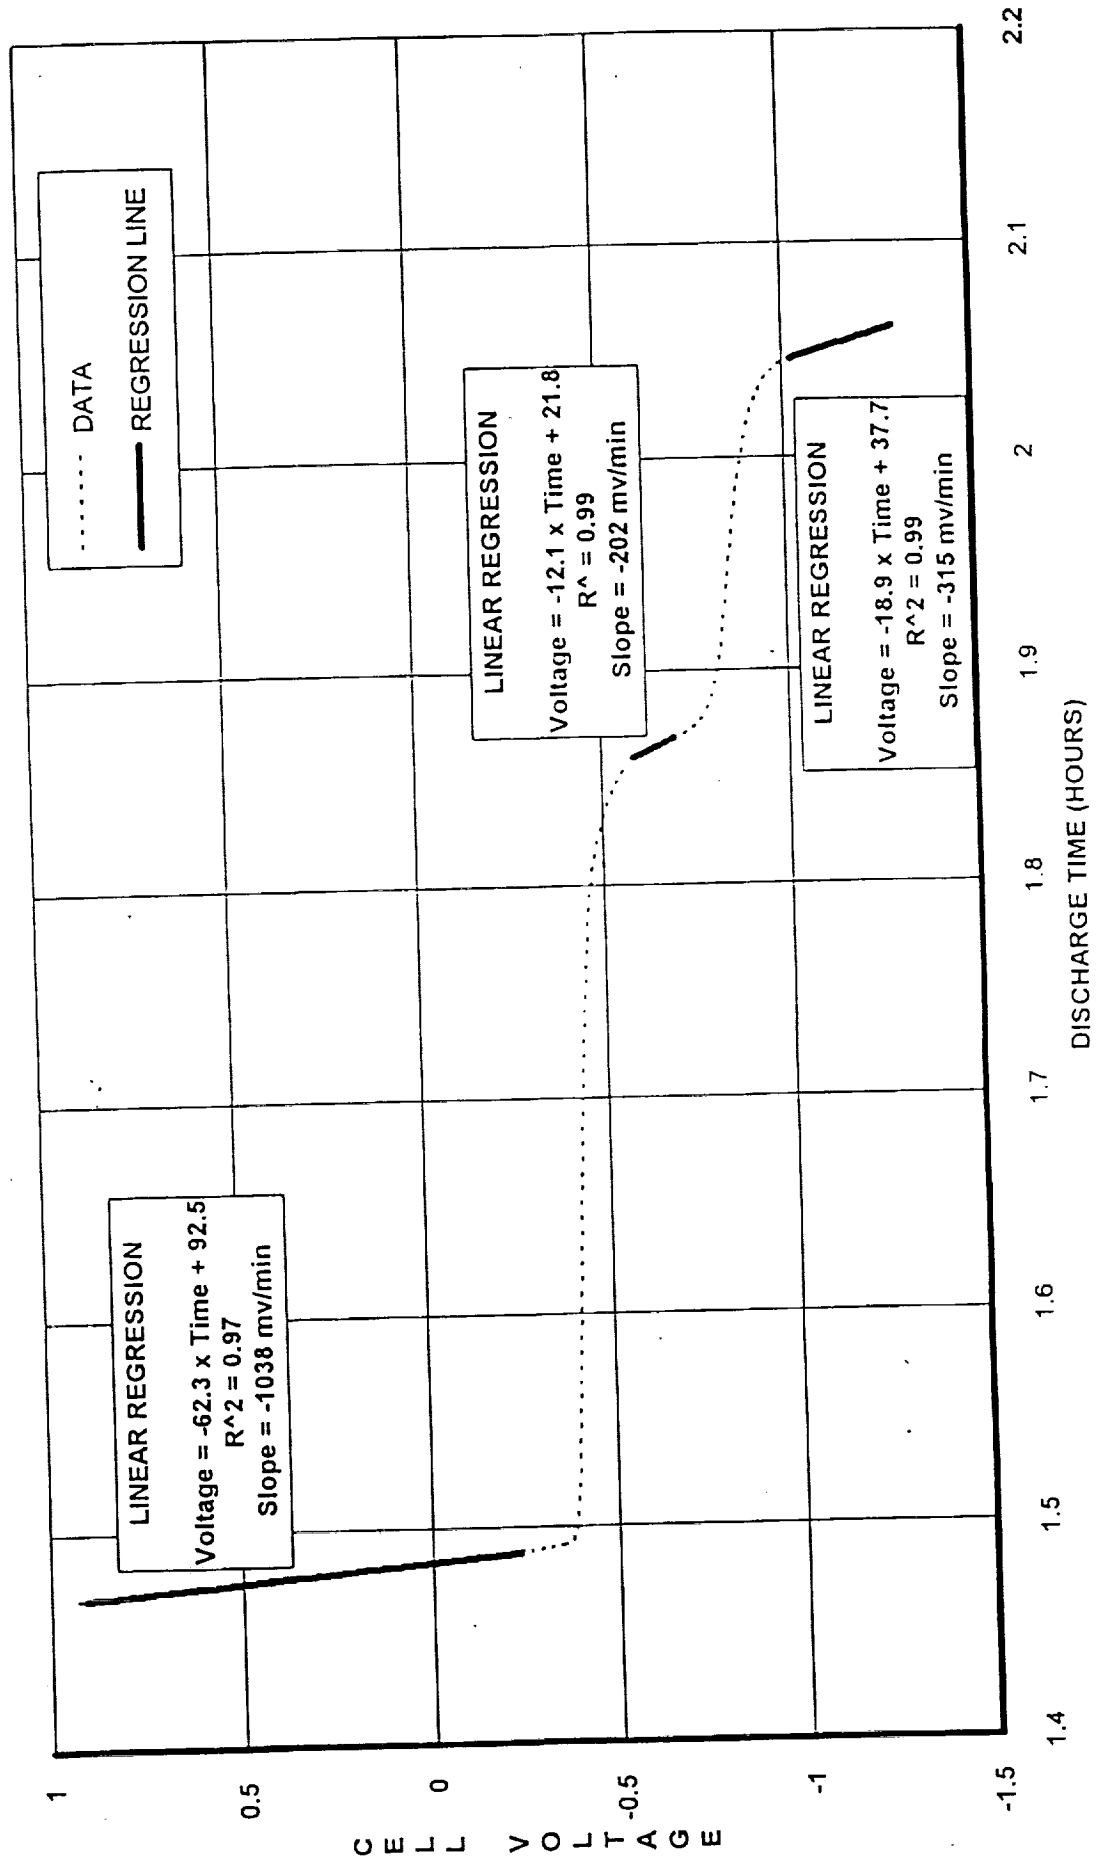 DATA
REGRESSION LINE
LINEAR REGRESSION
Voltage = -62.3 x Time + 92.5
R^2 = 0.97
Slope = -1038 mv/min
LINEAR REGRESSION
Voltage = -12.1 x Time + 21.8
R^ = 0.99
Slope = -202 mv/min
LINEAR REGRESSION
Voltage = -18.9 x Time + 37.7
R^2 = 0.99
Slope = -315 mv/min
CELL VOLTAGE
1
0.5
0
-0.5
-1
-1.5
1.4 1.5 1.6 1.7 1.8 1.9 2 2.1 2.2
DISCHARGE TIME (HOURS)